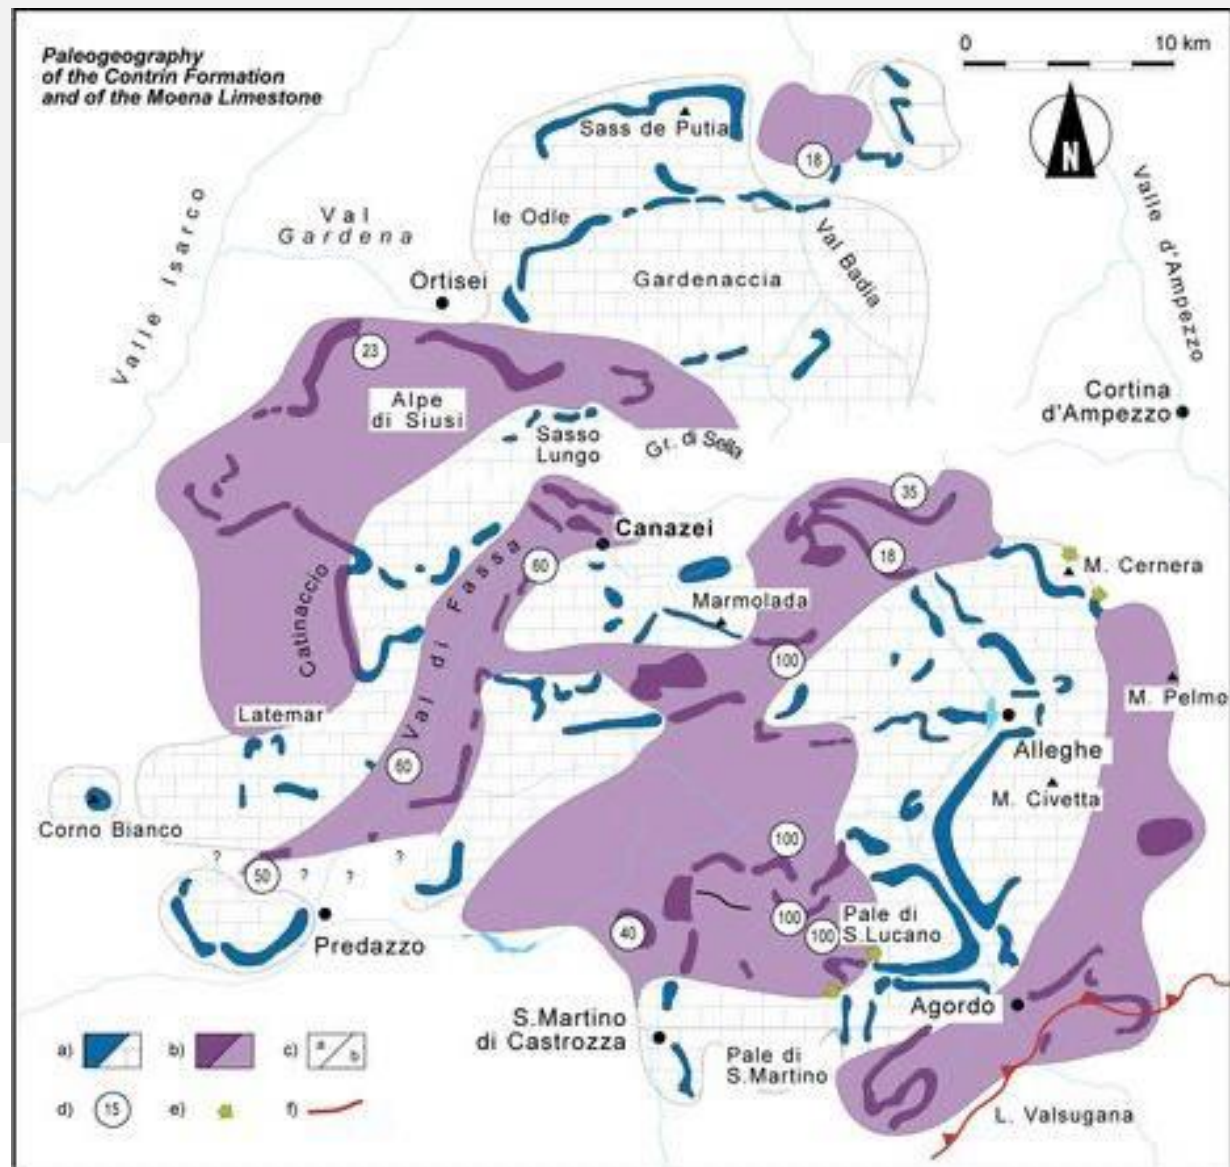 Paleogeography
of the Contrin Formation
and of the Moena Limestone
0 10 km
N
Sass de Putia
18
Valle Isarco
Val
Gardena
le Odle
Val Badia
Valle d'Ampezzo
Gardenaccia
Ortisei
23
Alpe
di Siusi
Cortina
d'Ampezzo
Sasso
Lungo
Gr. di Sella
35
Canazei
18
M. Cernera
60
Val di Fassa
Catinaccio
Marmolada
100
M. Pelmo
Latemar
60
Alleghe
M. Civetta
Corno Bianco
100
? ?
50 ? ?
Pale di
S.Lucano
100
100
40
Predazzo
Agordo
S.Martino
di Castrozza
Pale di
S.Martino
L. Valsugana
a) b) c) a b
d) 15 e) f)